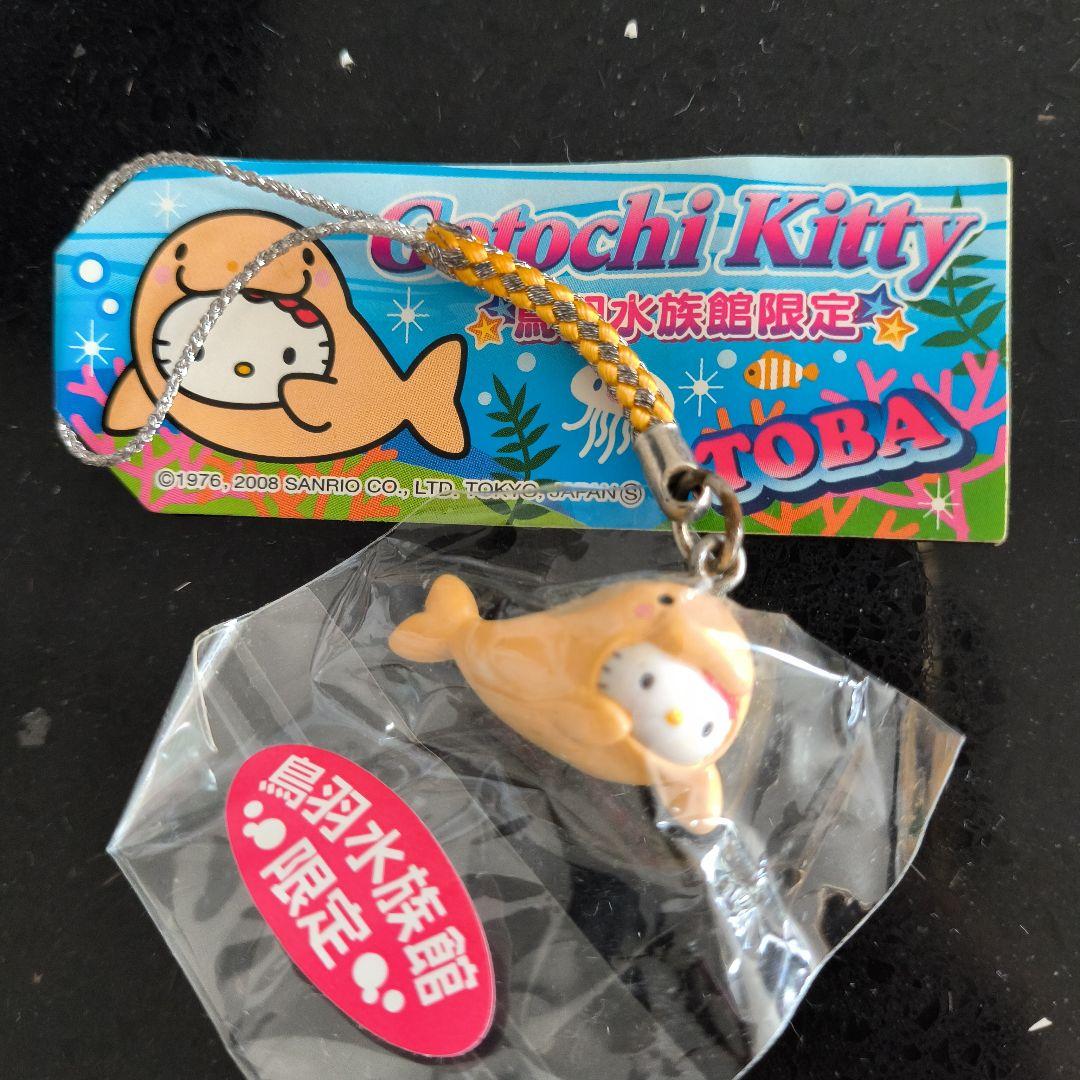 Gotochi Kitty
鳥羽水族館限定
TOBA
©1976, 2008 SANRIO CO., LTD. TOKYO, JAPAN Ⓢ
鳥羽水族館
限定